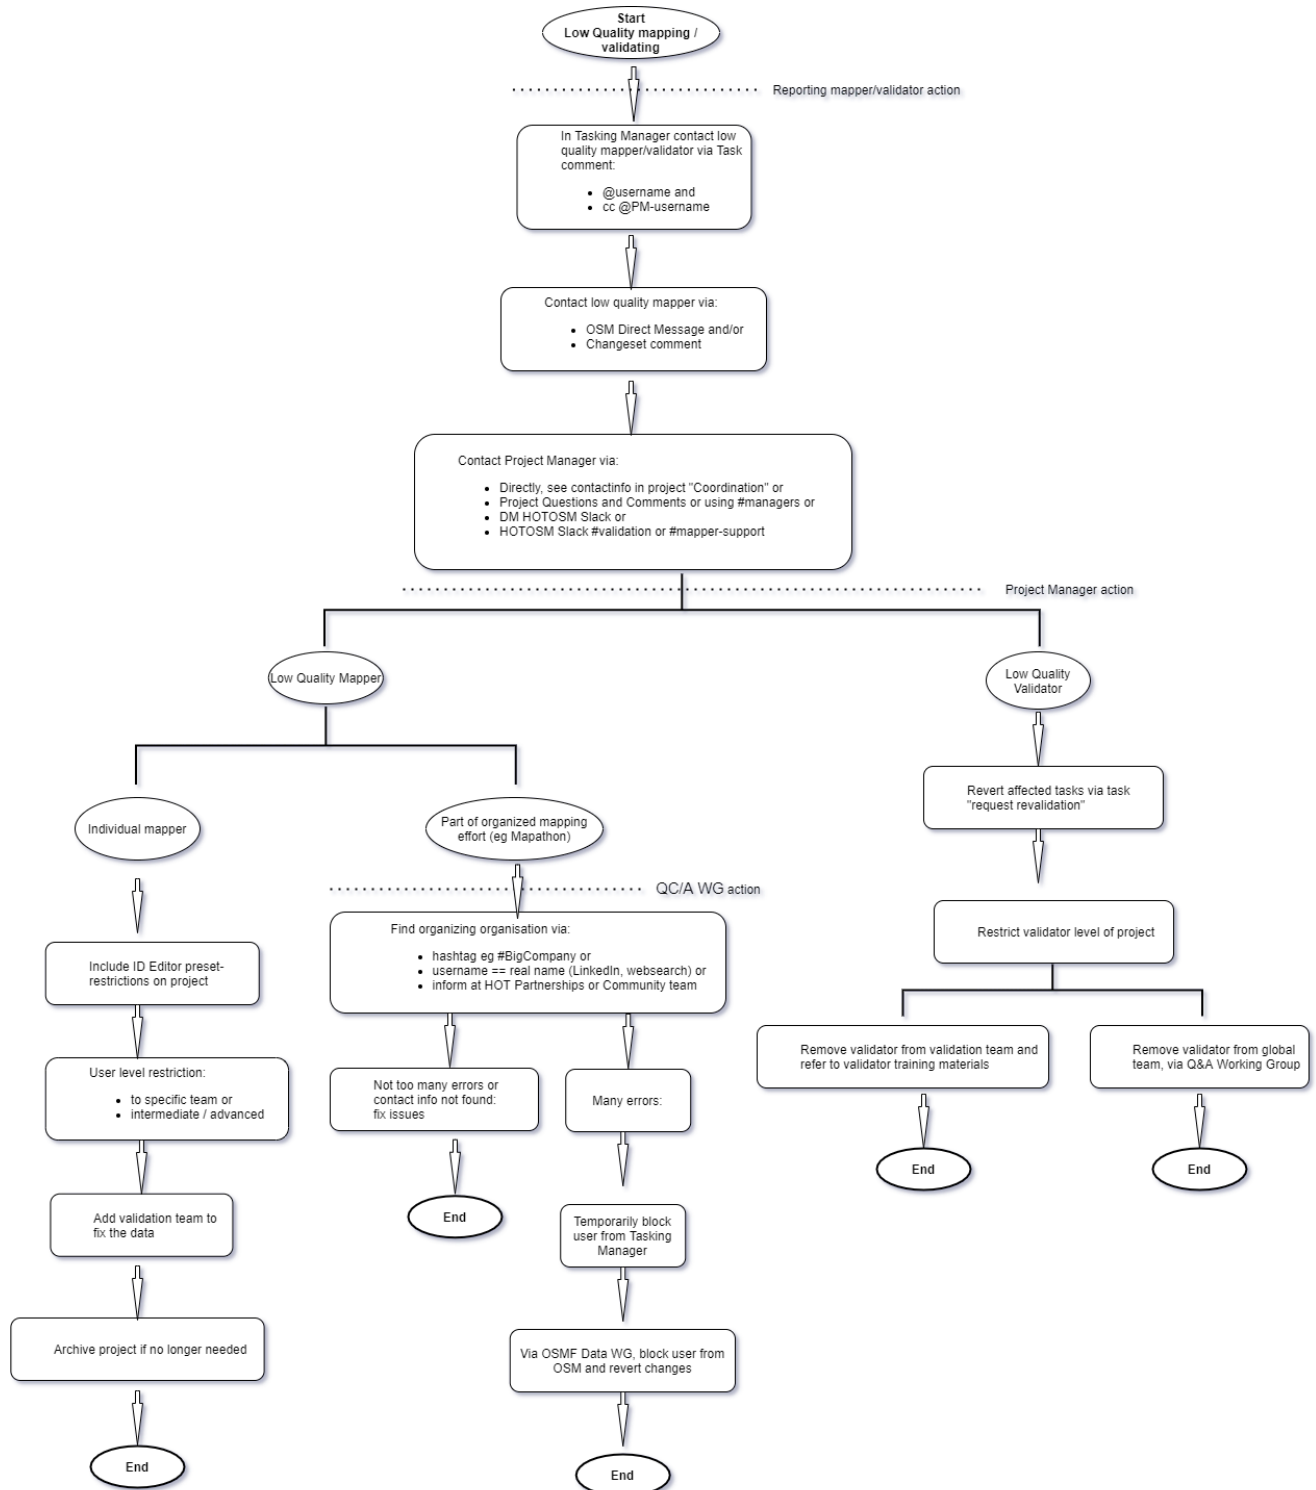 Start
Low Quality mapping /
validating
Reporting mapper/validator action
In Tasking Manager contact low
quality mapper/validator via Task
comment:
• @username and
• cc @PM-username
Contact low quality mapper via:
• OSM Direct Message and/or
• Changeset comment
Contact Project Manager via:
• Directly, see contactinfo in project "Coordination" or
• Project Questions and Comments or using #managers or
• DM HOTOSM Slack or
• HOTOSM Slack #validation or #mapper-support
Project Manager action
Low Quality Mapper
Low Quality
Validator
Individual mapper
Part of organized mapping
effort (eg Mapathon)
Revert affected tasks via task
"request revalidation"
QC/A WG action
Include ID Editor preset-
restrictions on project
Find organizing organisation via:
• hashtag eg #BigCompany or
• username == real name (LinkedIn, websearch) or
• inform at HOT Partnerships or Community team
Restrict validator level of project
User level restriction:
• to specific team or
• intermediate / advanced
Not too many errors or
contact info not found:
fix issues
Many errors:
Remove validator from validation team and
refer to validator training materials
Remove validator from global
team, via Q&A Working Group
End
End
Add validation team to
fix the data
End
Temporarily block
user from Tasking
Manager
Archive project if no longer needed
Via OSMF Data WG, block user from
OSM and revert changes
End
End